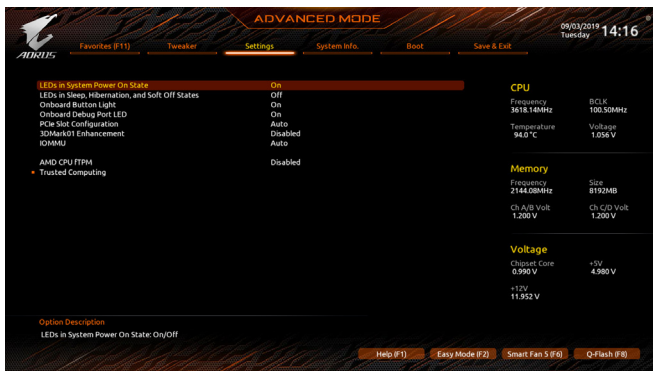 ADVANCED MODE
09/03/2019 14:16
Tuesday
AORUS
Favorites (F11) Tweaker Settings System Info. Boot Save & Exit
LEDs in System Power On State On
LEDs in Sleep, Hibernation, and Soft Off States Off
Onboard Button Light On
Onboard Debug Port LED On
PCIe Slot Configuration Auto
3DMark01 Enhancement Disabled
IOMMU Auto
AMD CPU fTPM Disabled
Trusted Computing
CPU
Frequency BCLK
3618.14MHz 100.50MHz
Temperature Voltage
94.0 °C 1.056 V
Memory
Frequency Size
2144.08MHz 8192MB
Ch A/B Volt Ch C/D Volt
1.200 V 1.200 V
Voltage
Chipset Core +5V
0.990 V 4.980 V
+12V
11.952 V
Option Description
LEDs in System Power On State: On/Off
Help (F1) Easy Mode (F2) Smart Fan 5 (F6) Q-Flash (F8)